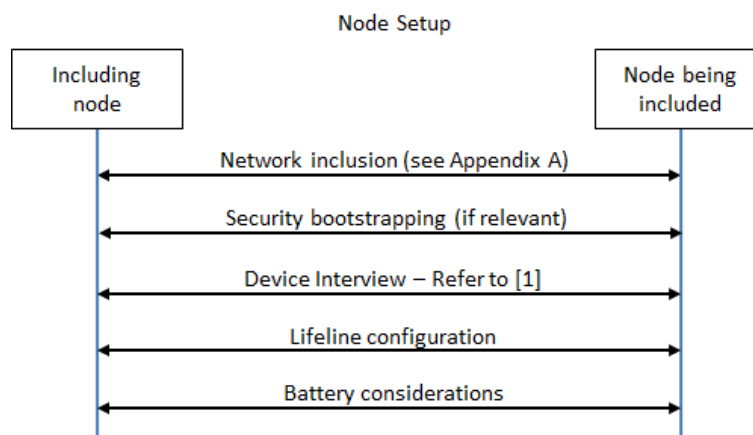 Node Setup
Including
node
Node being
included
Network inclusion (see Appendix A)
Security bootstrapping (if relevant)
Device Interview – Refer to [1]
Lifeline configuration
Battery considerations